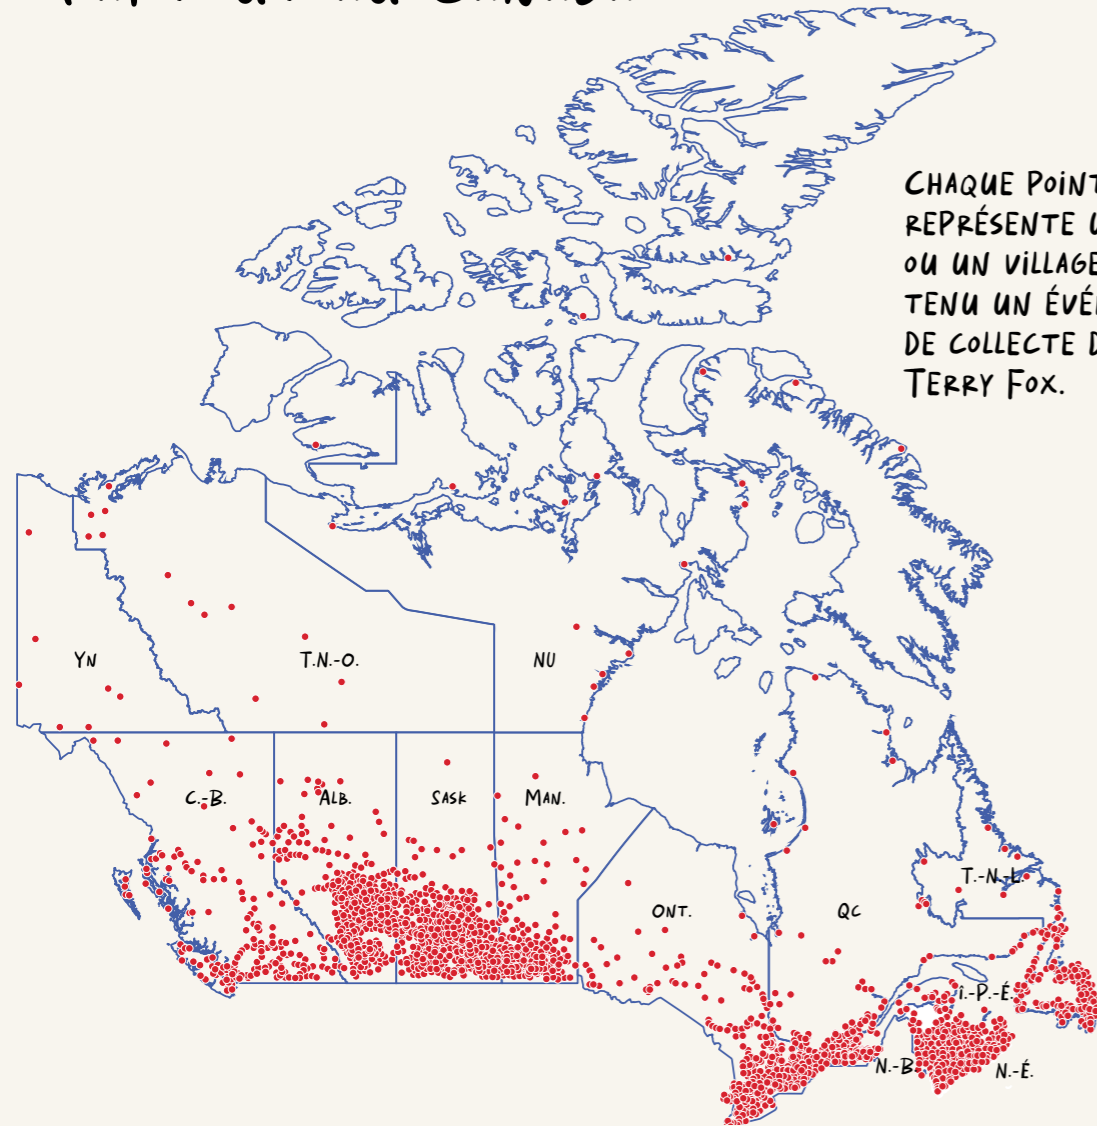 CHAQUE POINT
REPRÉSENTE
OU UN VILLAGE
TENU UN
DE COLLECTE
TERRY FOX.
YN
T.N.-O.
NU
C.-B.
ALB.
SASK
MAN.
ONT.
QC
T.-N.-L.
Î.-P.-É.
N.-B.
N.-É.